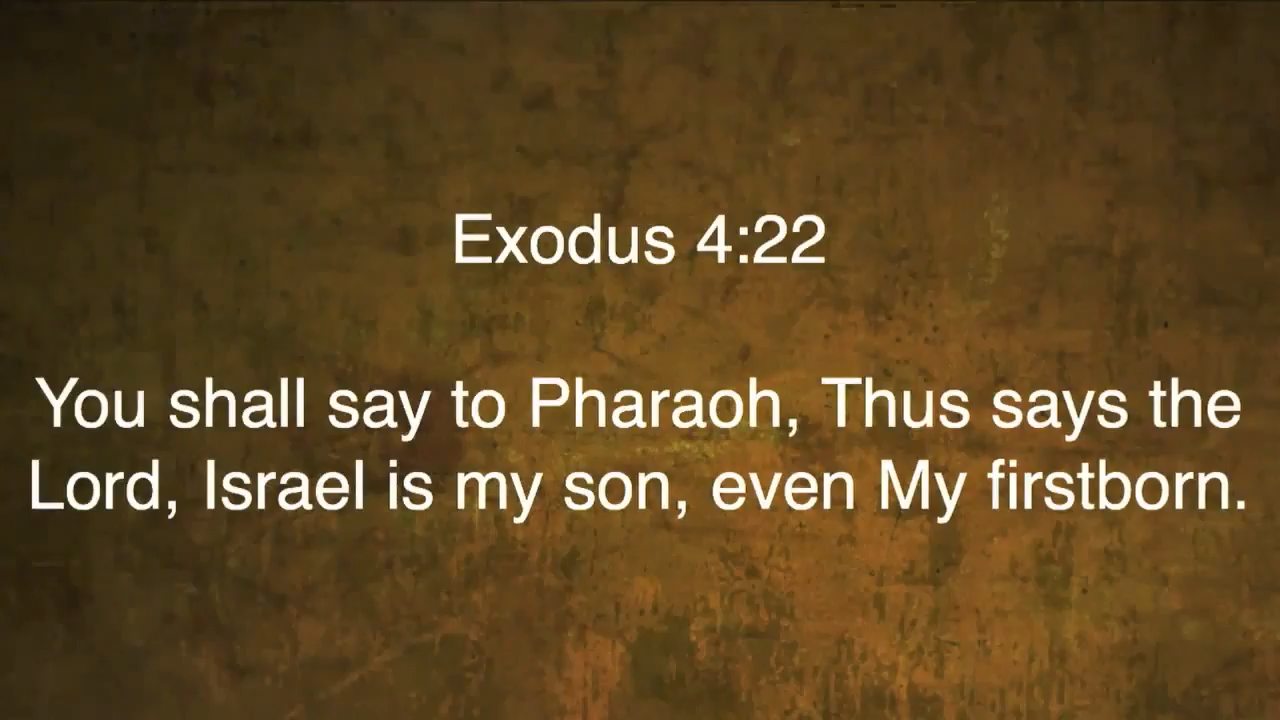 Exodus 4:22
You shall say to Pharaoh, Thus says the
Lord, Israel is my son, even My firstborn.